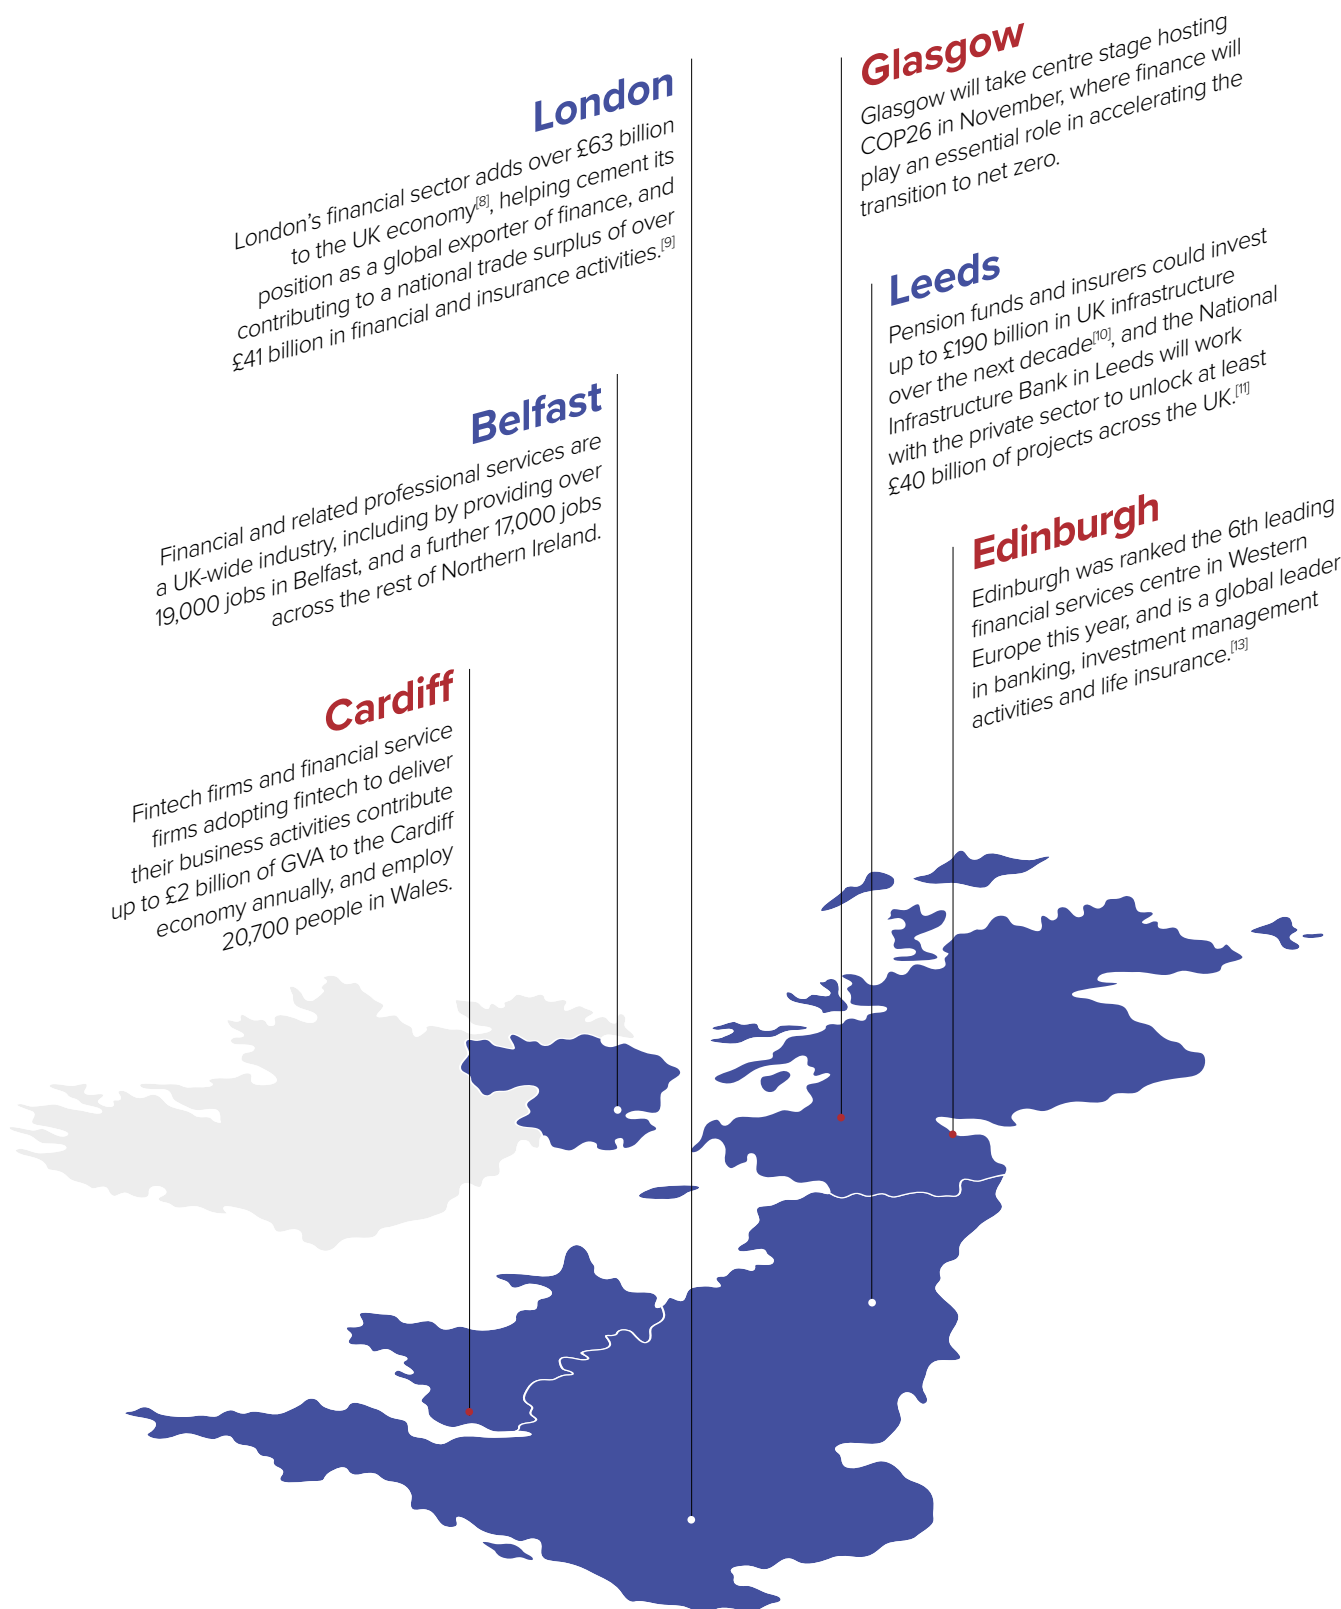 London
London’s financial sector adds over £63 billion
to the UK economy[8], helping cement its
position as a global exporter of finance, and
contributing to a national trade surplus of over
£41 billion in financial and insurance activities.[9]
Belfast
Financial and related professional services are
a UK-wide industry, including by providing over
19,000 jobs in Belfast, and a further 17,000 jobs
across the rest of Northern Ireland.
Cardiff
Fintech firms and financial service
firms adopting fintech to deliver
their business activities contribute
up to £2 billion of GVA to the Cardiff
economy annually, and employ
20,700 people in Wales.
Glasgow
Glasgow will take centre stage hosting
COP26 in November, where finance will
play an essential role in accelerating the
transition to net zero.
Leeds
Pension funds and insurers could invest
up to £190 billion in UK infrastructure
over the next decade[10], and the National
Infrastructure Bank in Leeds will work
with the private sector to unlock at least
£40 billion of projects across the UK.[11]
Edinburgh
Edinburgh was ranked the 6th leading
financial services centre in Western
Europe this year, and is a global leader
in banking, investment management
activities and life insurance.[13]